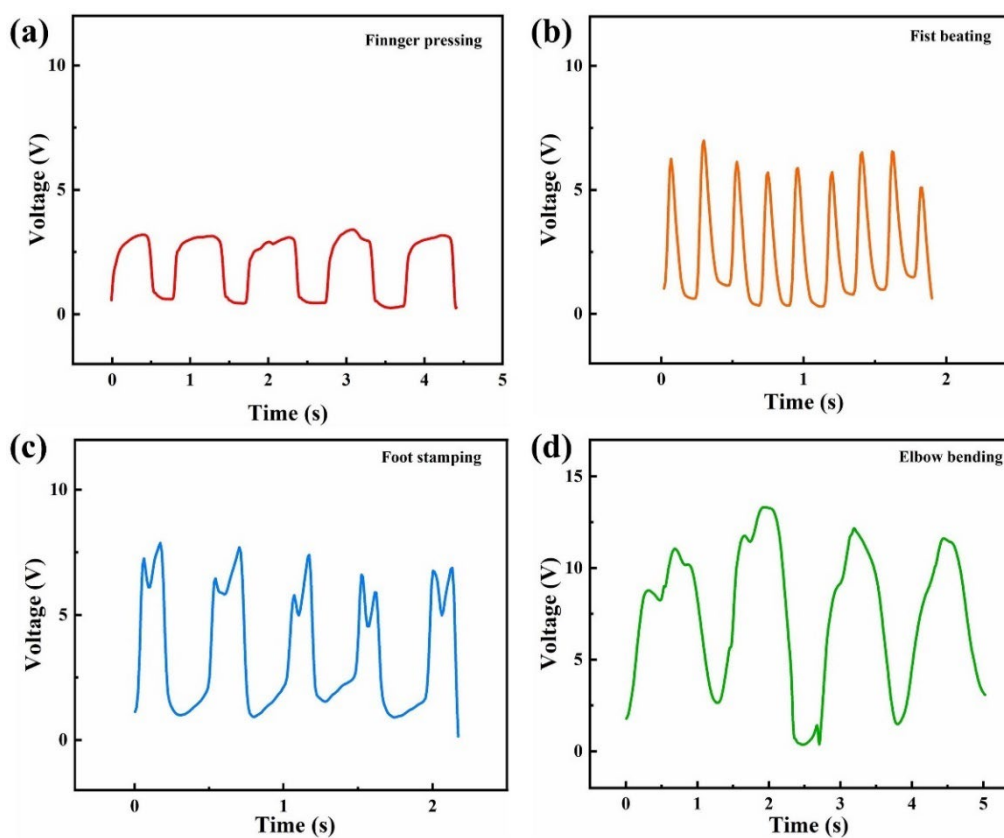 (a)
Finnger pressing
10
5
0
Voltage (V)
0 1 2 3 4 5
Time (s)
(b)
Fist beating
10
5
0
Voltage (V)
0 1 2
Time (s)
(c)
Foot stamping
10
5
0
Voltage (V)
0 1 2
Time (s)
(d)
Elbow bending
15
10
5
0
Voltage (V)
0 1 2 3 4 5
Time (s)